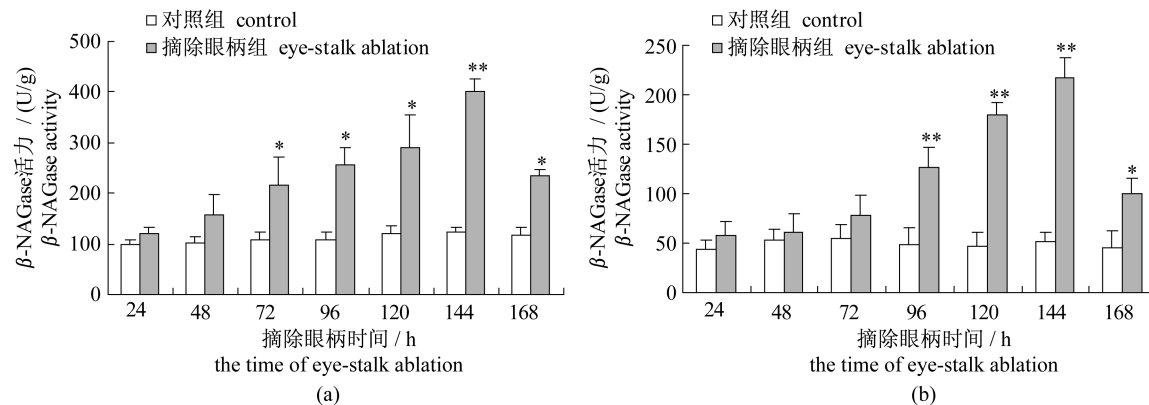 对照组 control
摘除眼柄组 eye-stalk ablation
β-NAGase活力 / (U/g)
β-NAGase activity
500
400
300
200
100
0
*
*
*
**
*
24 48 72 96 120 144 168
摘除眼柄时间 / h
the time of eye-stalk ablation
(a)
对照组 control
摘除眼柄组 eye-stalk ablation
β-NAGase活力 / (U/g)
β-NAGase activity
250
200
150
100
50
0
**
**
**
*
24 48 72 96 120 144 168
摘除眼柄时间 / h
the time of eye-stalk ablation
(b)